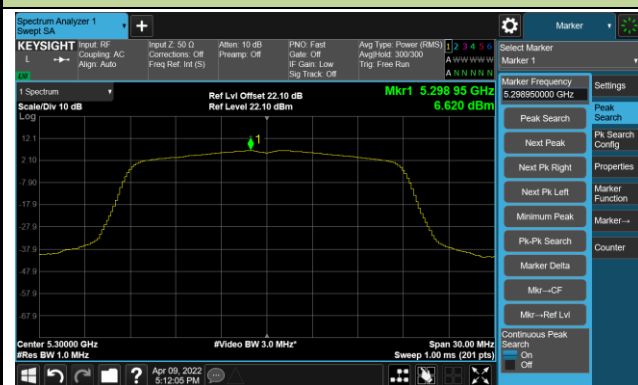 Spectrum Analyzer 1
Swept SA
+
Marker
KEYSIGHT Input: RF Input Z: 50 Ω Atten: 10 dB PNO: Fast Avg Type: Power (RMS) 1 2 3 4 5 6
L Coupling: AC Corrections: Off Preamp: Off Gate: Off Avg|Hold: 300/300 A W W W W W
Align: Auto Freq Ref: Int (S) IF Gain: Low Trig: Free Run
Sig Track: Off A N N N N N
LXI
Select Marker
Marker 1
1 Spectrum
Scale/Div 10 dB
Ref Lvl Offset 22.10 dB
Ref Level 22.10 dBm
Mkr1 5.298 95 GHz
6.620 dBm
Log
12.1
2.10
-7.90
-17.9
-27.9
-37.9
-47.9
-57.9
-67.9
1
Center 5.30000 GHz
#Res BW 1.0 MHz
#Video BW 3.0 MHz*
Span 30.00 MHz
Sweep 1.00 ms (201 pts)
Marker Frequency
5.298950000 GHz
Peak Search
Next Peak
Next Pk Right
Next Pk Left
Minimum Peak
Pk-Pk Search
Marker Delta
Mkr→CF
Mkr→Ref Lvl
Continuous Peak
Search
On
Off
Settings
Peak
Search
Pk Search
Config
Properties
Marker
Function
Marker→
Counter
?
Apr 09, 2022
5:12:05 PM